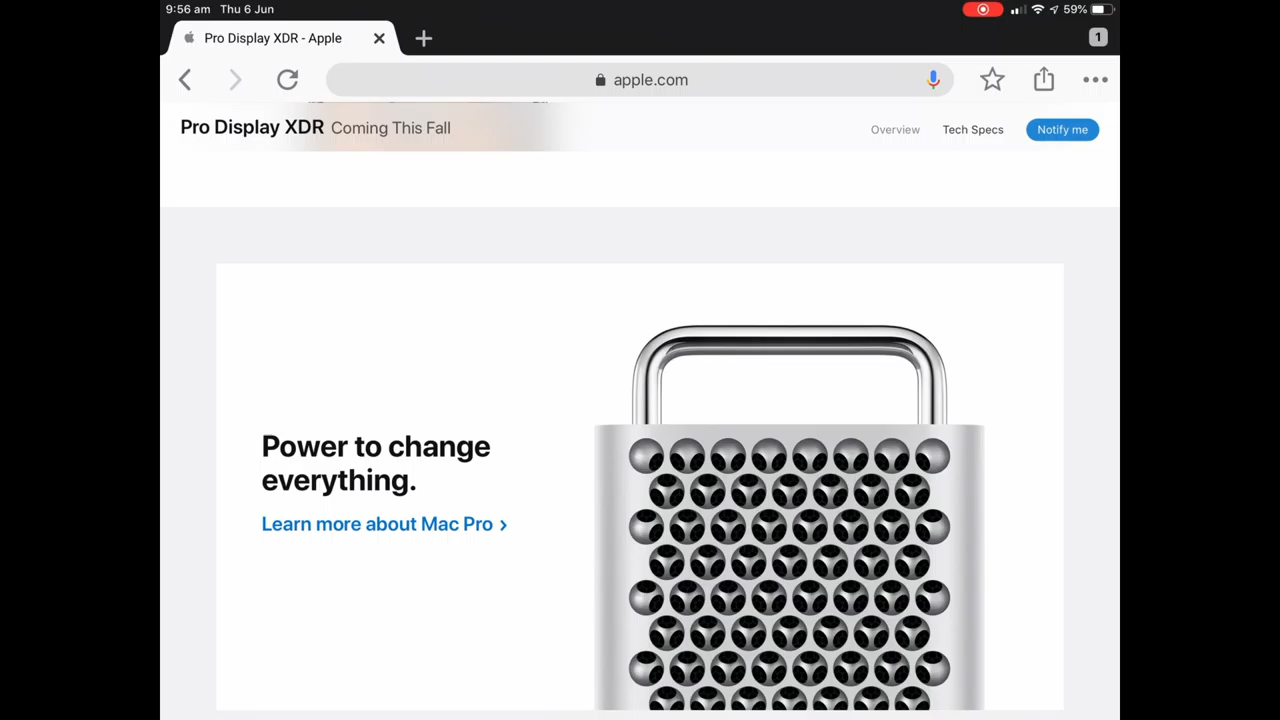 9:56 am Thu 6 Jun 59%
Pro Display XDR - Apple 1
apple.com
Pro Display XDR Coming This Fall Overview Tech Specs Notify me
Power to change
everything.
Learn more about Mac Pro ›